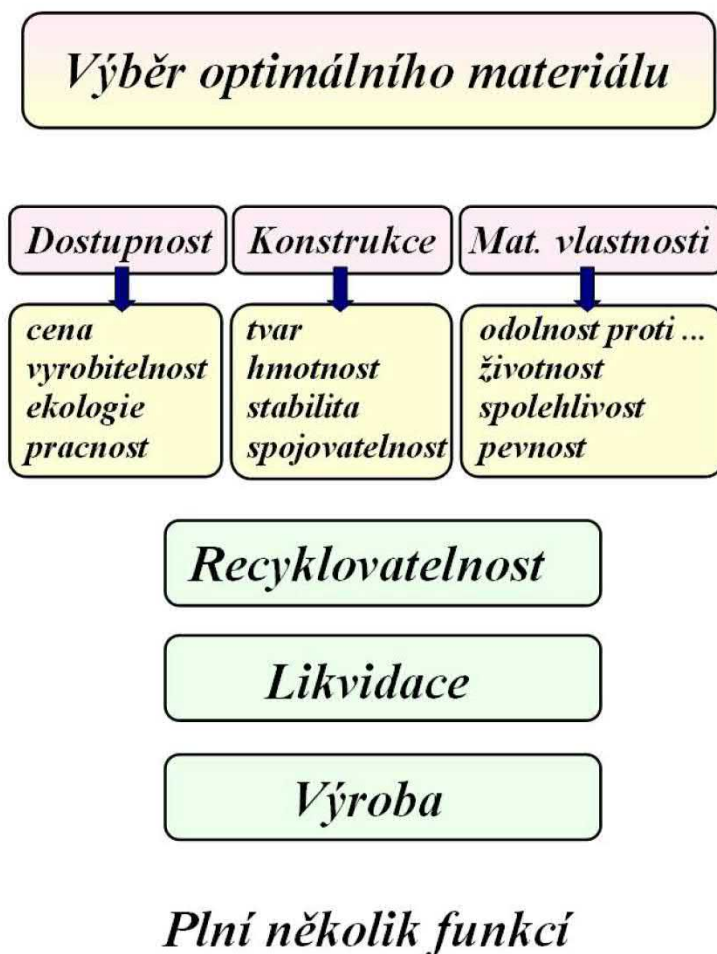 Výběr optimálního materiálu
Dostupnost
cena
vyrobitelnost
ekologie
pracnost
Konstrukce
tvar
hmotnost
stabilita
spojovatelnost
Mat. vlastnosti
odolnost proti ...
životnost
spolehlivost
pevnost
Recyklovatelnost
Likvidace
Výroba
Plní několik funkcí